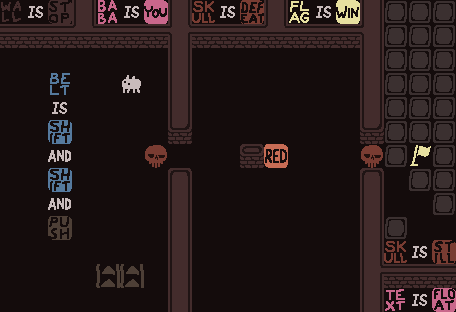 WALL IS STOP
BABA IS YOU
SKULL IS DEFEAT
FLAG IS WIN
BELT
IS
SHIFT
AND
SHIFT
AND
PUSH
RED
SKULL IS STILL
TEXT IS FLOAT